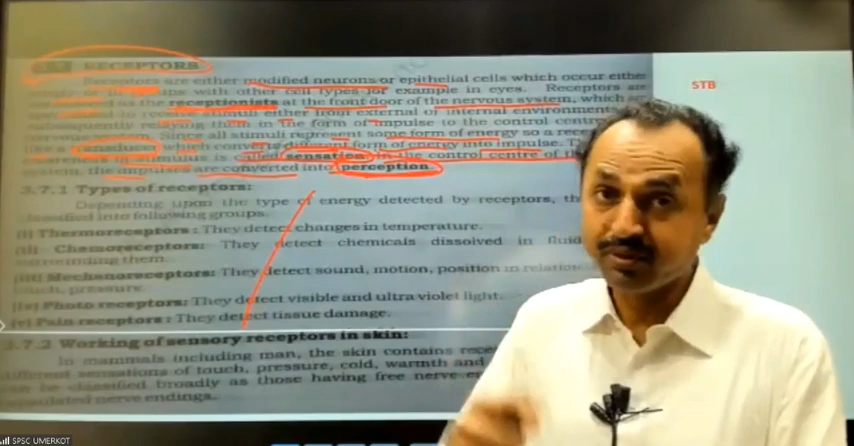 RECEPTORS
Receptors are either modified neurons or epithelial cells which occur either
with other cell types for example in eyes. Receptors are
as the receptionists at the front door of the nervous system, which are
to receive stimuli either from external or internal environments
subsequently relaying them in the form of impulse to the control
Since all stimuli represent some form of energy so a
like a transducer which converts different form of energy into impulse.
stimulus is called sensation. In the control centre of the
system, the impulses are converted into perception.
3.7.1 Types of receptors:
Depending upon the type of energy detected by receptors,
classified into following groups.
(i) Thermoreceptors: They detect changes in temperature.
(ii) Chemoreceptors: They detect chemicals dissolved in
surrounding them.
(iii) Mechanoreceptors: They detect sound, motion, position in
touch, pressure.
(iv) Photo receptors: They detect visible and ultra violet light.
(v) Pain receptors: They detect tissue damage.
3.7.2 Working of sensory receptors in skin:
In mammals including man, the skin contains
different sensations of touch, pressure, cold, warmth and
can be classified broadly as those having free nerve
nerve endings.
STB
SPSC UMERKOT